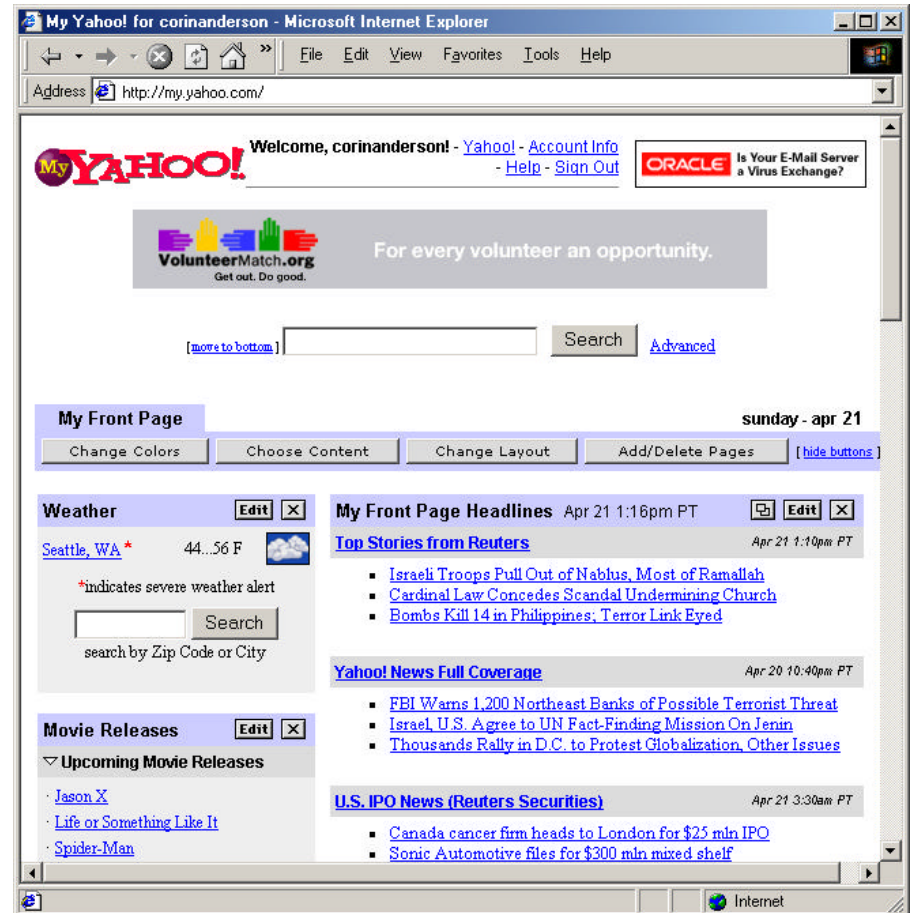 My Yahoo! for corinanderson - Microsoft Internet Explorer
» File Edit View Favorites Tools Help
Address http://my.yahoo.com/
My YAHOO!
Welcome, corinanderson! - Yahoo! - Account Info
- Help - Sign Out
ORACLE Is Your E-Mail Server
a Virus Exchange?
VolunteerMatch.org
Get out. Do good.
For every volunteer an opportunity.
[move to bottom] Search Advanced
My Front Page sunday - apr 21
Change Colors Choose Content Change Layout Add/Delete Pages [hide buttons ]
Weather Edit X
Seattle, WA* 44...56 F
*indicates severe weather alert
Search
search by Zip Code or City
Movie Releases Edit X
Upcoming Movie Releases
· Jason X
· Life or Something Like It
· Spider-Man
My Front Page Headlines Apr 21 1:16pm PT Edit X
Top Stories from Reuters Apr 21 1:10pm PT
Israeli Troops Pull Out of Nablus, Most of Ramallah
Cardinal Law Concedes Scandal Undermining Church
Bombs Kill 14 in Philippines; Terror Link Eyed
Yahoo! News Full Coverage Apr 20 10:40pm PT
FBI Warns 1,200 Northeast Banks of Possible Terrorist Threat
Israel, U.S. Agree to UN Fact-Finding Mission On Jenin
Thousands Rally in D.C. to Protest Globalization, Other Issues
U.S. IPO News (Reuters Securities) Apr 21 3:30am PT
Canada cancer firm heads to London for $25 mln IPO
Sonic Automotive files for $300 mln mixed shelf
Internet